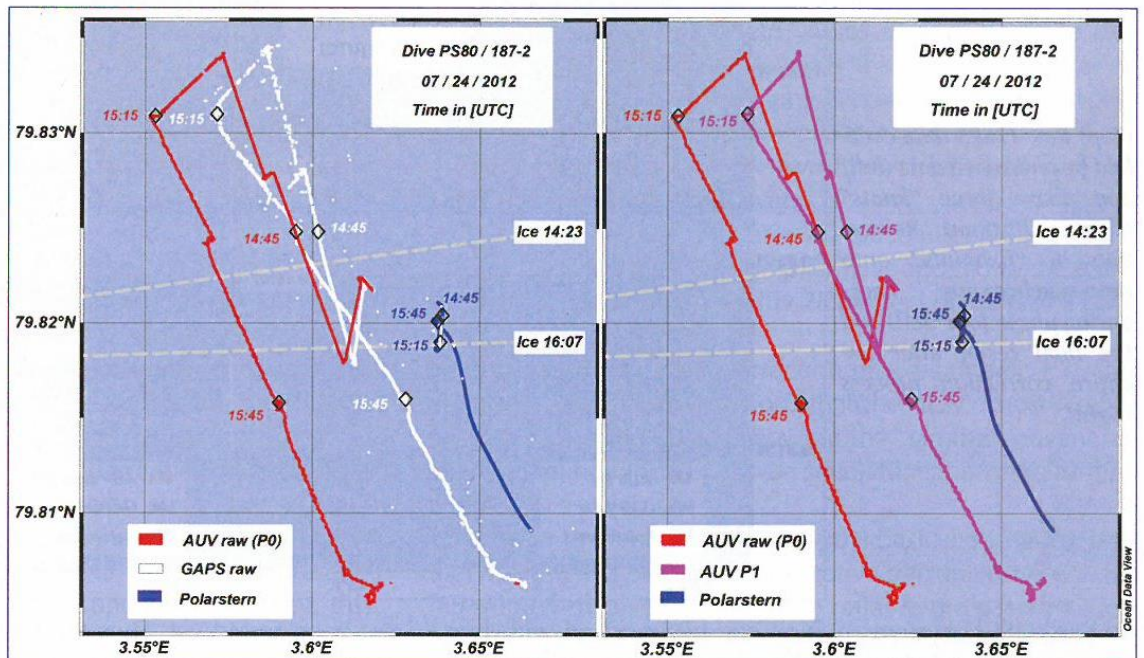 Dive PS80 / 187-2
07 / 24 / 2012
Time in [UTC]
15:15
15:15
14:45
14:45
Ice 14:23
14:45
15:45
15:15
Ice 16:07
15:45
15:45
AUV raw (P0)
GAPS raw
Polarstern
79.83°N
79.82°N
79.81°N
3.55°E
3.6°E
3.65°E
Dive PS80 / 187-2
07 / 24 / 2012
Time in [UTC]
15:15
15:15
14:45
14:45
Ice 14:23
14:45
15:45
15:15
Ice 16:07
15:45
15:45
AUV raw (P0)
AUV P1
Polarstern
3.55°E
3.6°E
3.65°E
Ocean Data View